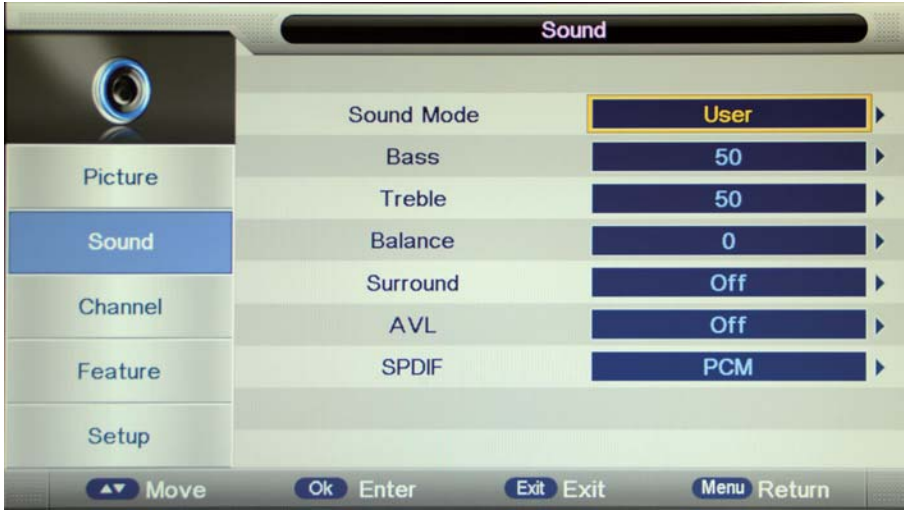 Sound
Picture
Sound
Channel
Feature
Setup
Sound Mode User
Bass 50
Treble 50
Balance 0
Surround Off
AVL Off
SPDIF PCM
Move Ok Enter Exit Exit Menu Return